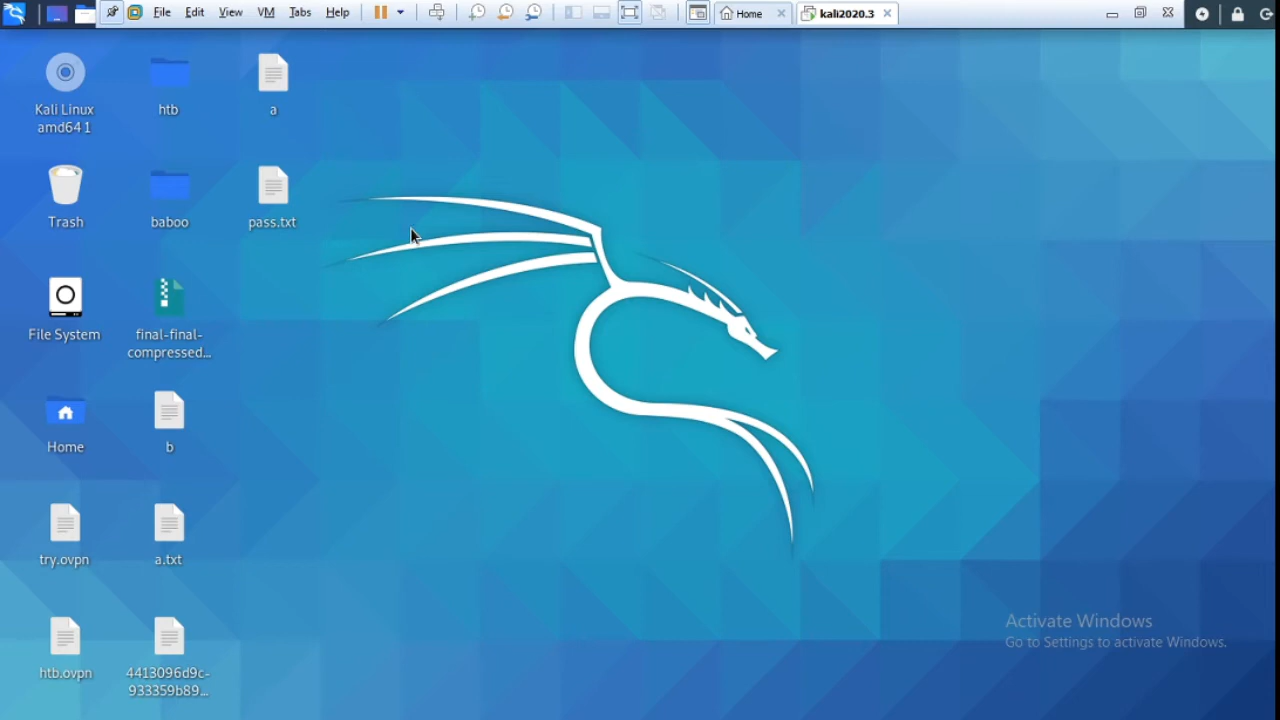 File Edit View VM Tabs Help Home kali2020.3
Kali Linux
amd64 1
htb
a
Trash
baboo
pass.txt
File System
final-final-
compressed...
Home
b
try.ovpn
a.txt
htb.ovpn
4413096d9c-
933359b89...
Activate Windows
Go to Settings to activate Windows.